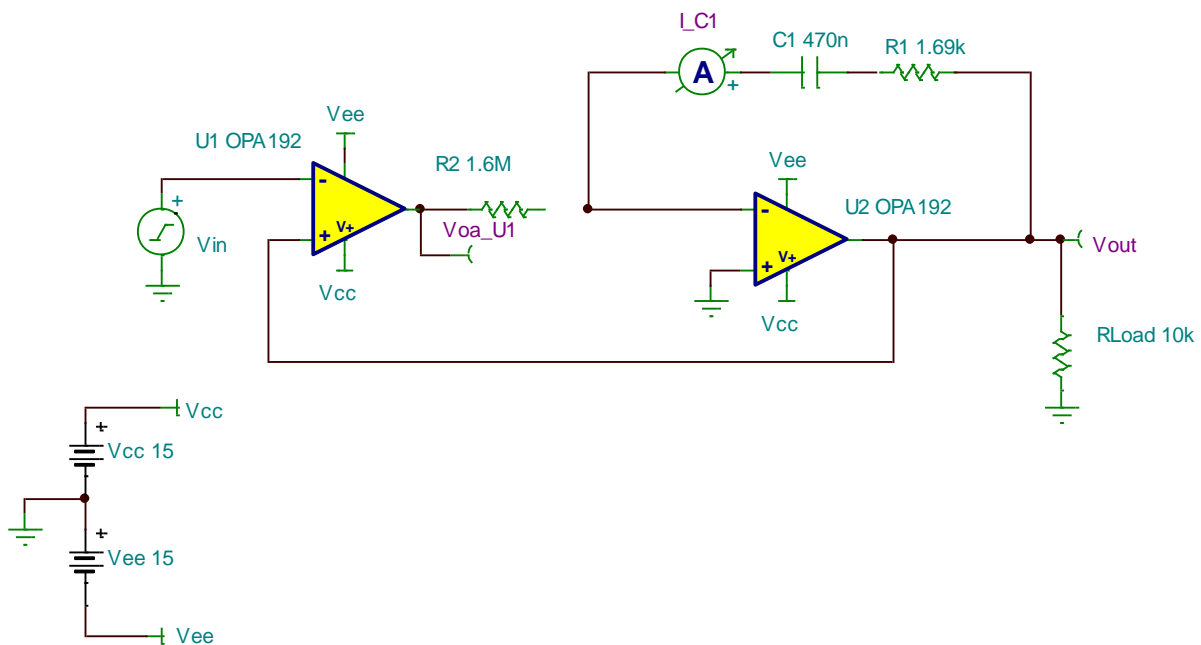 I_C1
C1 470n
R1 1.69k
A
+
Vee
U1 OPA192
R2 1.6M
Vee
+
-
-
U2 OPA192
Vin
+
V+
Voa_U1
V+
+
Vout
Vcc
Vcc
RLoad 10k
Vcc
+
Vcc 15
+
Vee 15
Vee